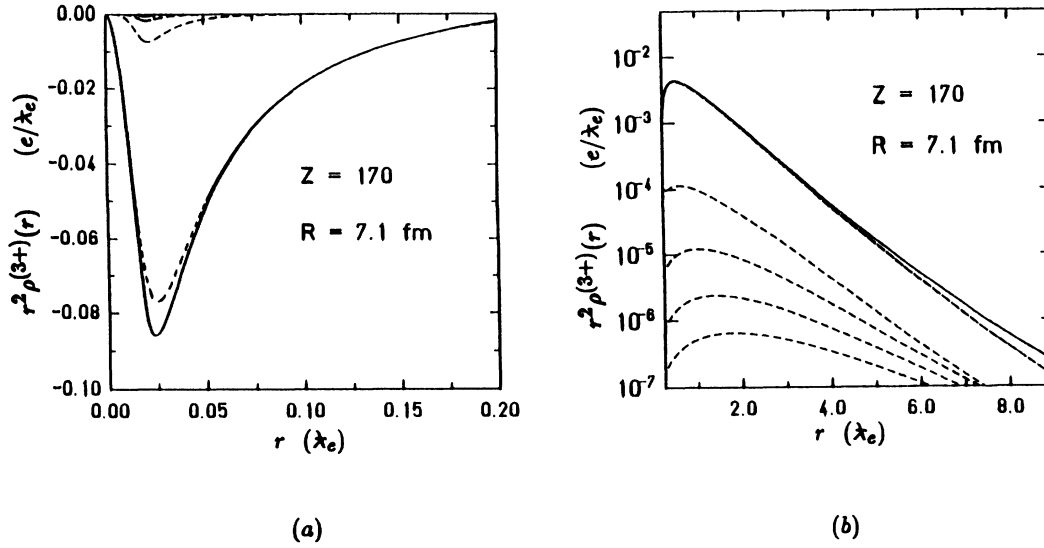 0.00
-0.02
-0.04
-0.06
-0.08
-0.10
r²ρ⁽³⁺⁾(r) (e/ƛₑ)
Z = 170
R = 7.1 fm
0.00 0.05 0.10 0.15 0.20
r (ƛₑ)
(a)
10⁻²
10⁻³
10⁻⁴
10⁻⁵
10⁻⁶
10⁻⁷
r²ρ⁽³⁺⁾(r) (e/ƛₑ)
Z = 170
R = 7.1 fm
2.0 4.0 6.0 8.0
r (ƛₑ)
(b)